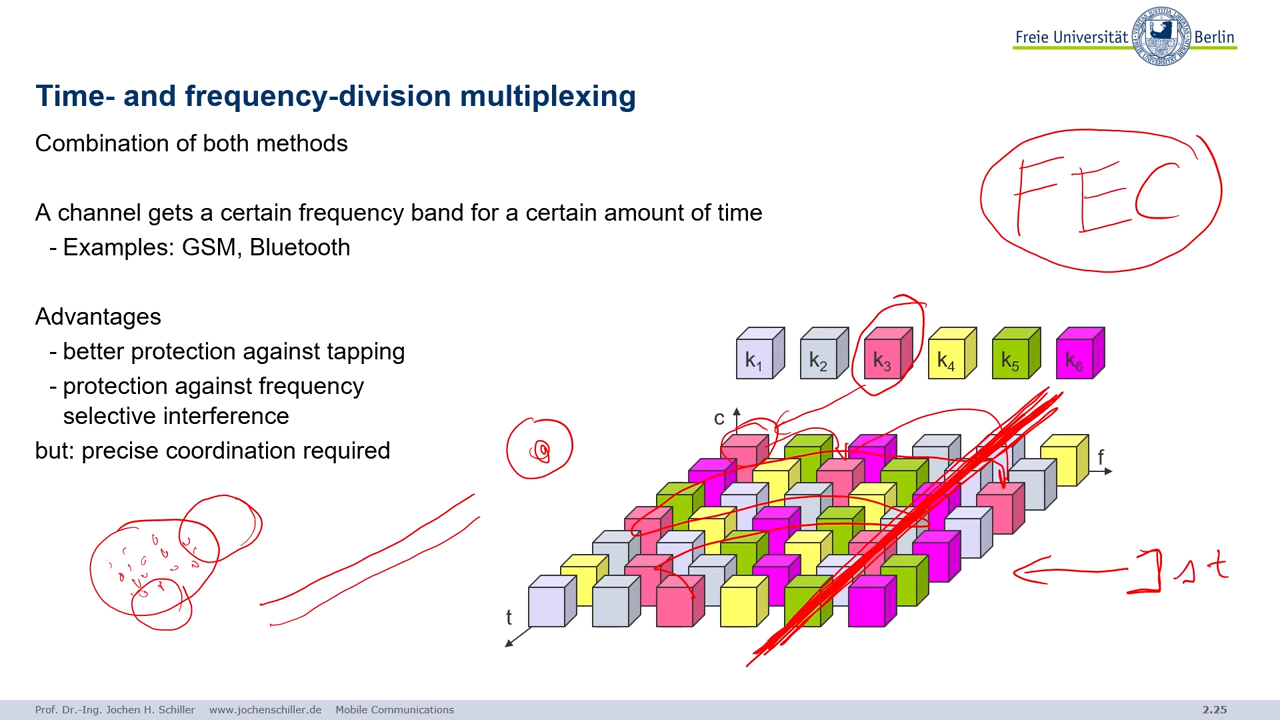 Freie Universität Berlin
Time- and frequency-division multiplexing
Combination of both methods
FEC
A channel gets a certain frequency band for a certain amount of time
- Examples: GSM, Bluetooth
Advantages
- better protection against tapping
- protection against frequency
selective interference
but: precise coordination required
k1 k2 k3 k4 k5 k6
c
f
t
Prof. Dr.-Ing. Jochen H. Schiller www.jochenschiller.de Mobile Communications 2.25